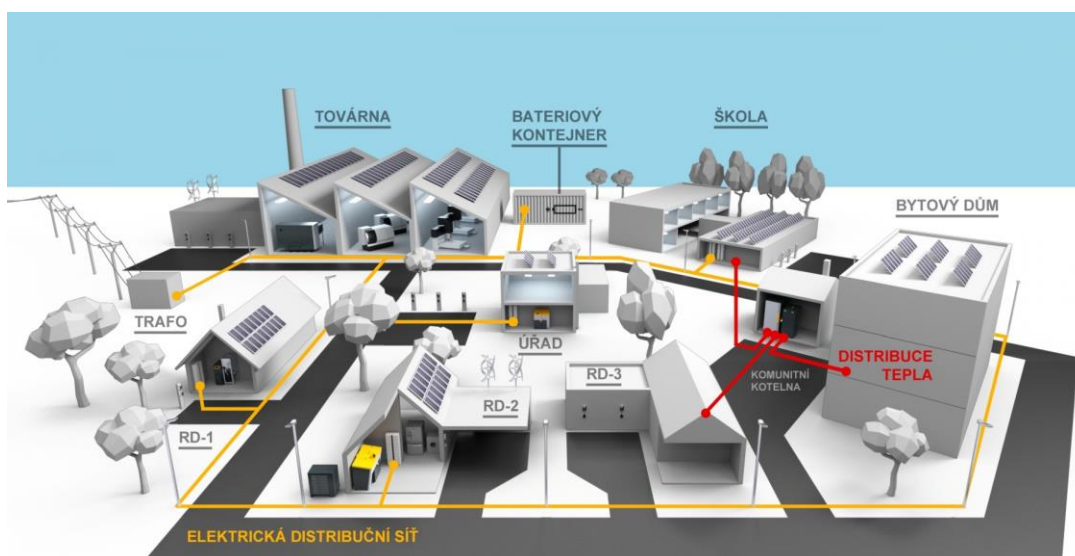 TOVÁRNA
BATERIOVÝ
KONTEJNER
ŠKOLA
BYTOVÝ DŮM
TRAFO
ÚŘAD
DISTRIBUCE
TEPLA
KOMUNITNÍ
KOTELNA
RD-3
RD-2
RD-1
ELEKTRICKÁ DISTRIBUČNÍ SÍŤ